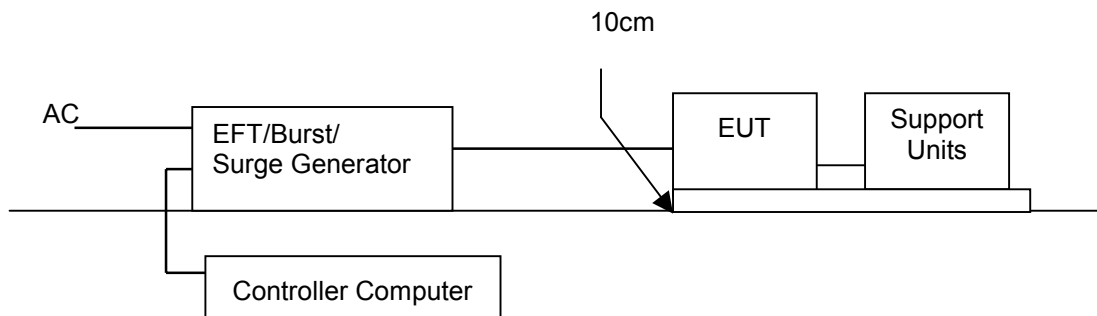 10cm
AC
EFT/Burst/
Surge Generator
EUT
Support
Units
Controller Computer